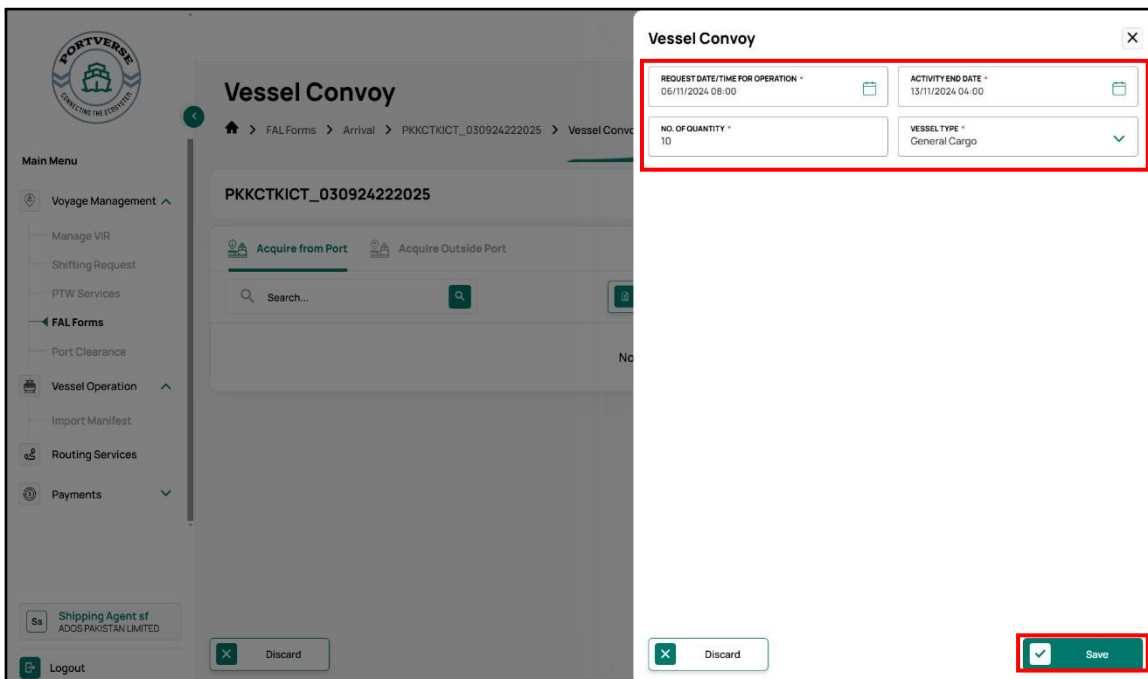 PORTVERSE
CONNECTING THE ECOSYSTEM
Main Menu
Voyage Management
Manage VIR
Shifting Request
PTW Services
FAL Forms
Port Clearance
Vessel Operation
Import Manifest
Routing Services
Payments
Ss
Shipping Agent sf
ADOS PAKISTAN LIMITED
Logout
Vessel Convoy
> FAL Forms > Arrival > PKKCTKICT_030924222025 > Vessel Convo
PKKCTKICT_030924222025
Acquire from Port Acquire Outside Port
Search...
No
Discard
Vessel Convoy
REQUEST DATE/TIME FOR OPERATION * ACTIVITY END DATE *
06/11/2024 08:00 13/11/2024 04:00
NO. OF QUANTITY * VESSEL TYPE *
10 General Cargo
Discard Save